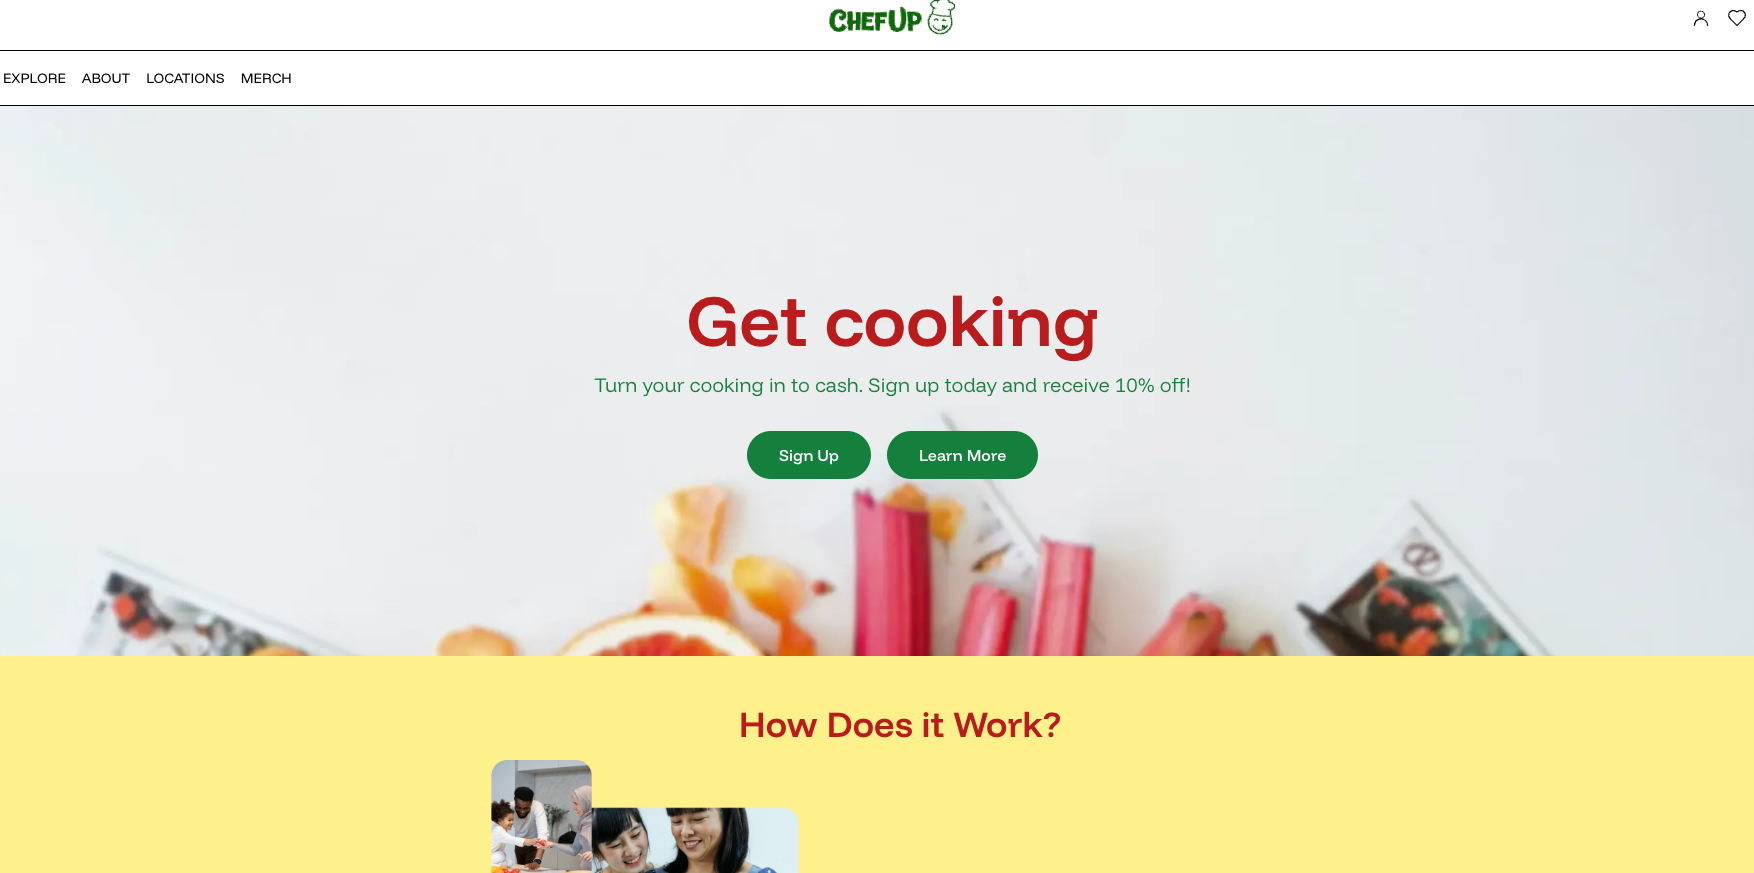 CHEFUP
EXPLORE ABOUT LOCATIONS MERCH
Get cooking
Turn your cooking in to cash. Sign up today and receive 10% off!
Sign Up Learn More
How Does it Work?